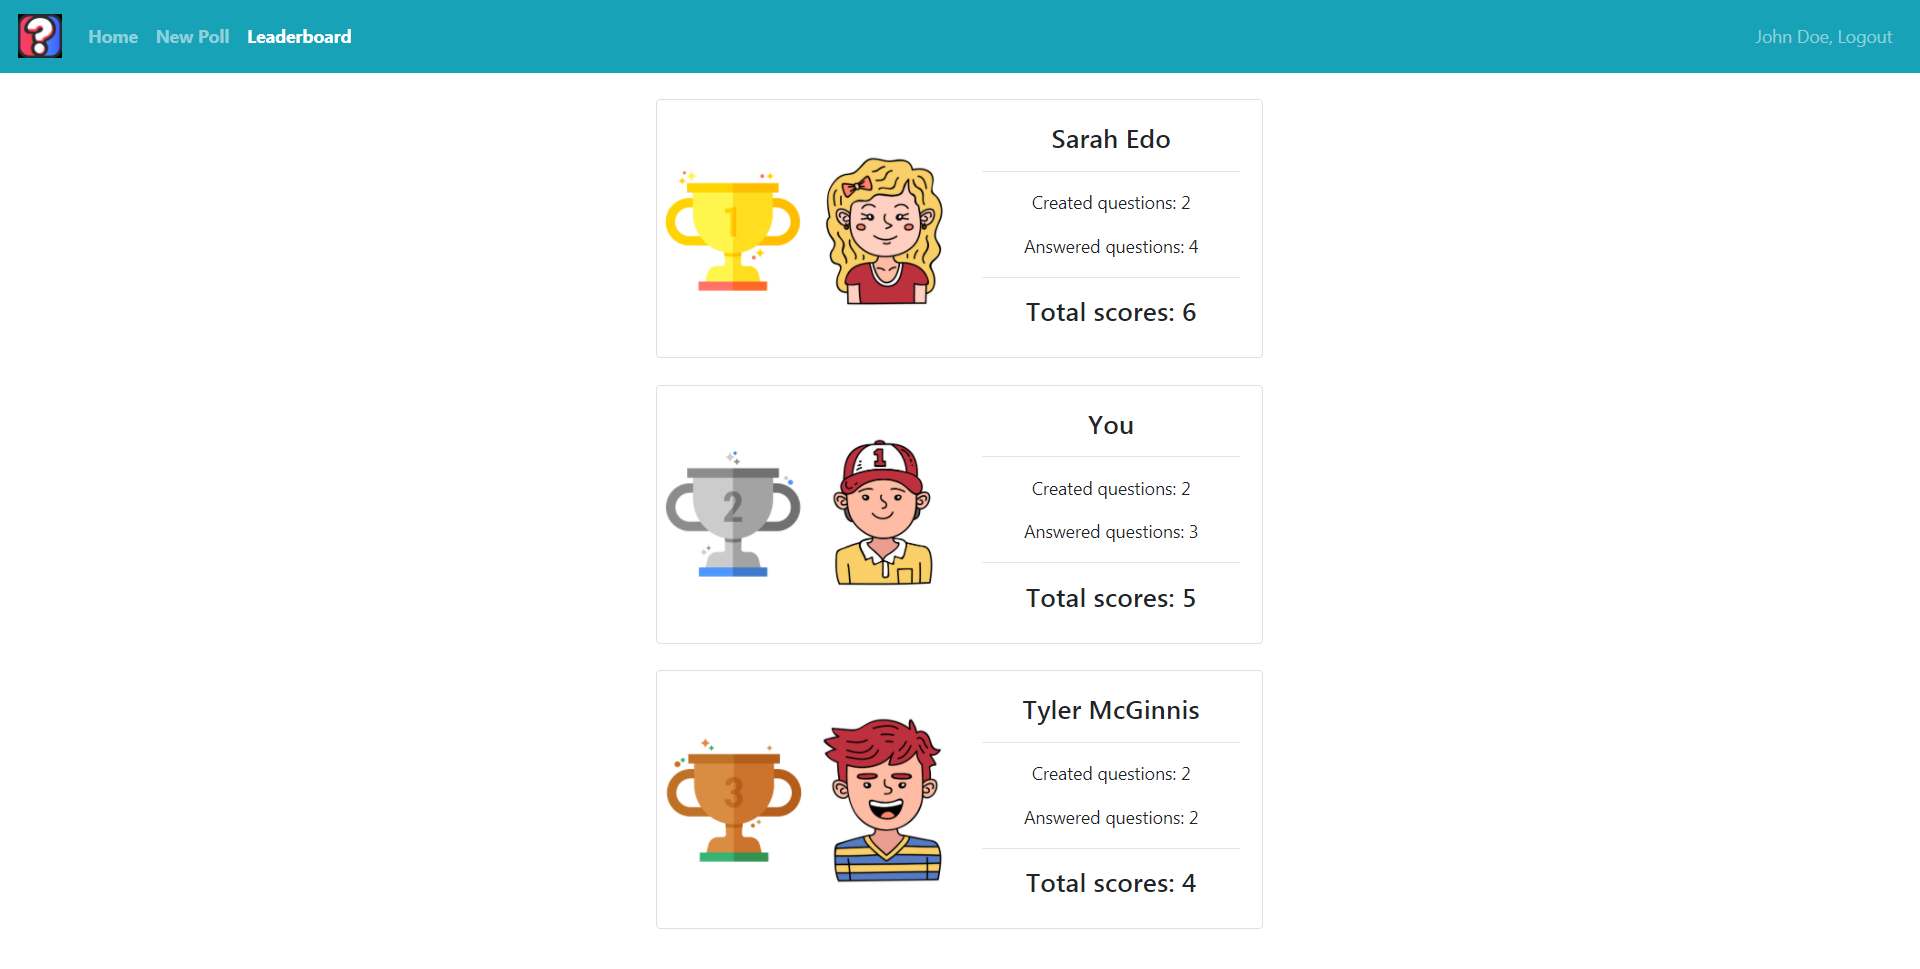 ?
Home New Poll Leaderboard John Doe, Logout
1
Sarah Edo
Created questions: 2
Answered questions: 4
Total scores: 6
2
1
You
Created questions: 2
Answered questions: 3
Total scores: 5
3
Tyler McGinnis
Created questions: 2
Answered questions: 2
Total scores: 4